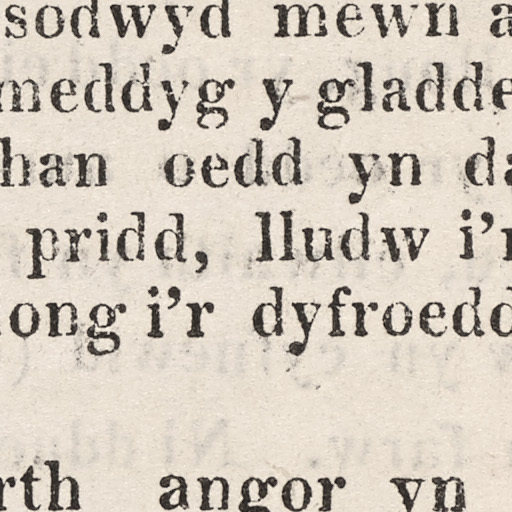 sodwyd mewn a
meddyg y gladde
han oedd yn da
pridd, lludw i'r
ong i'r dyfroedd
rth angor yn